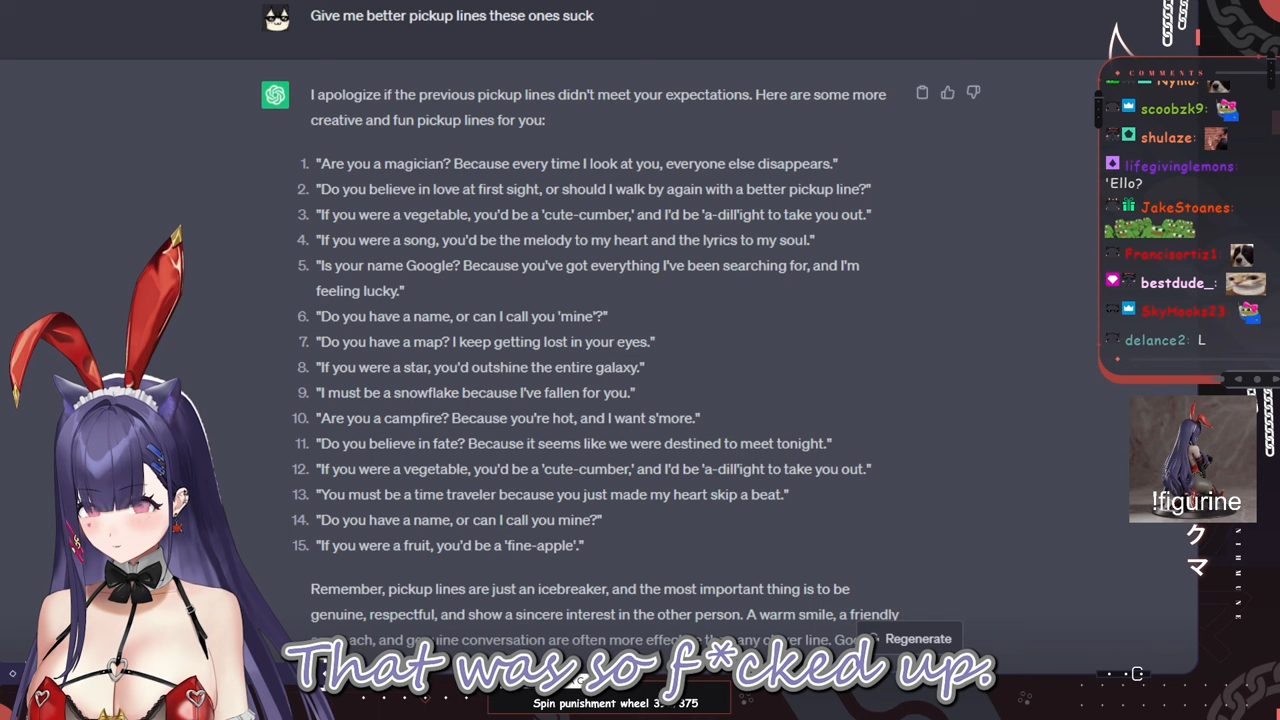 Give me better pickup lines these ones suck
I apologize if the previous pickup lines didn't meet your expectations. Here are some more
creative and fun pickup lines for you:
1. "Are you a magician? Because every time I look at you, everyone else disappears."
2. "Do you believe in love at first sight, or should I walk by again with a better pickup line?"
3. "If you were a vegetable, you'd be a 'cute-cumber,' and I'd be 'a-dill'ight to take you out."
4. "If you were a song, you'd be the melody to my heart and the lyrics to my soul."
5. "Is your name Google? Because you've got everything I've been searching for, and I'm
feeling lucky."
6. "Do you have a name, or can I call you 'mine'?"
7. "Do you have a map? I keep getting lost in your eyes."
8. "If you were a star, you'd outshine the entire galaxy."
9. "I must be a snowflake because I've fallen for you."
10. "Are you a campfire? Because you're hot, and I want s'more."
11. "Do you believe in fate? Because it seems like we were destined to meet tonight."
12. "If you were a vegetable, you'd be a 'cute-cumber,' and I'd be 'a-dill'ight to take you out."
13. "You must be a time traveler because you just made my heart skip a beat."
14. "Do you have a name, or can I call you mine?"
15. "If you were a fruit, you'd be a 'fine-apple'."
Remember, pickup lines are just an icebreaker, and the most important thing is to be
genuine, respectful, and show a sincere interest in the other person. A warm smile, a friendly
Regenerate
That was so f*cked up.
Spin punishment wheel
COMMENTS
scoobzk9:
shulaze:
lifegivinglemons:
'Ello?
JakeStoanes:
Francisortiz1:
bestdude_:
SkyHookz23:
delance2: L
!figurine
クマ